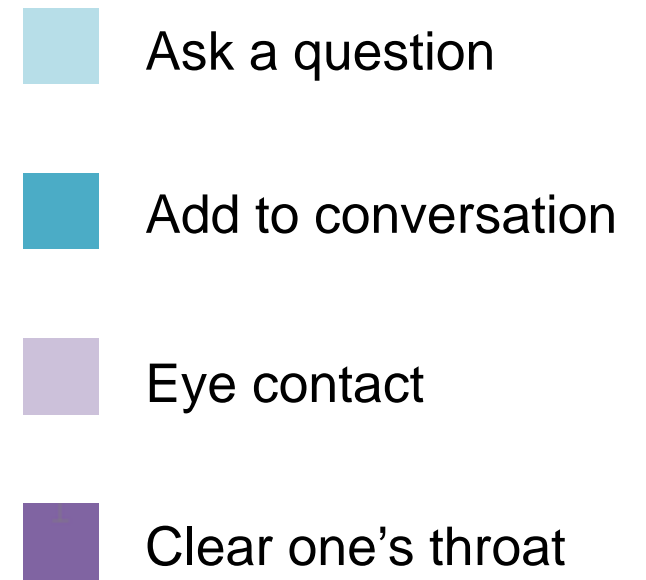 Ask a question
Add to conversation
Eye contact
Clear one’s throat